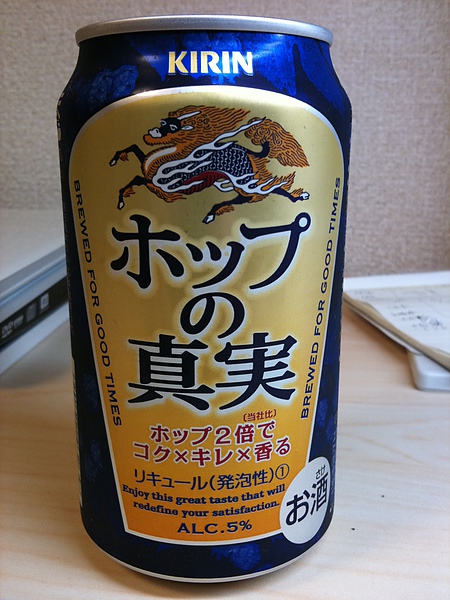 KIRIN
BREWED FOR GOOD TIMES
BREWED FOR GOOD TIMES
ホップ
の
真実
〔当社比〕
ホップ2倍で
コク×キレ×香る
リキュール(発泡性)①
Enjoy this great taste that will
redefine your satisfaction.
ALC.5%
さけ
お酒